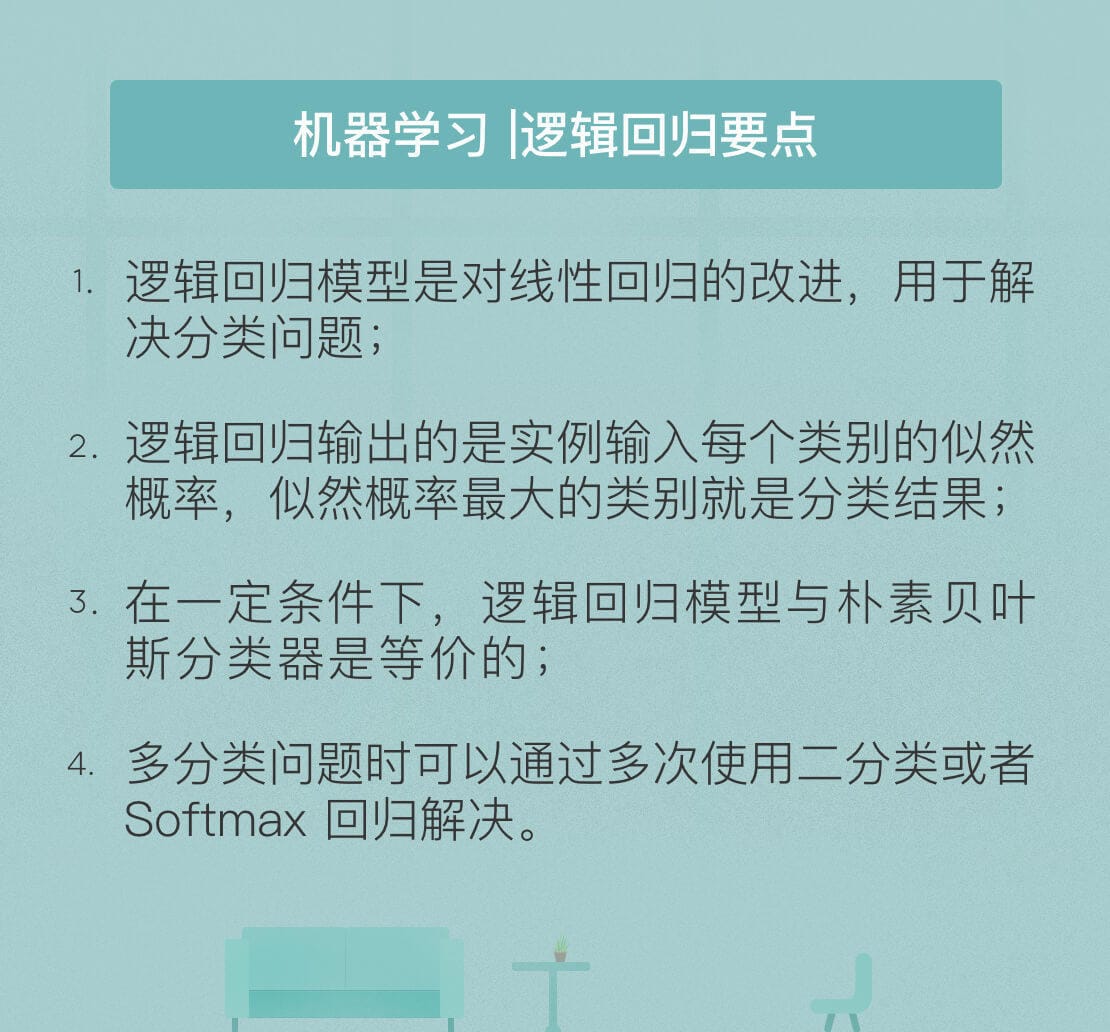 机器学习 |逻辑回归要点
1. 逻辑回归模型是对线性回归的改进，用于解
决分类问题；
2. 逻辑回归输出的是实例输入每个类别的似然
概率，似然概率最大的类别就是分类结果；
3. 在一定条件下，逻辑回归模型与朴素贝叶
斯分类器是等价的；
4. 多分类问题时可以通过多次使用二分类或者
Softmax 回归解决。